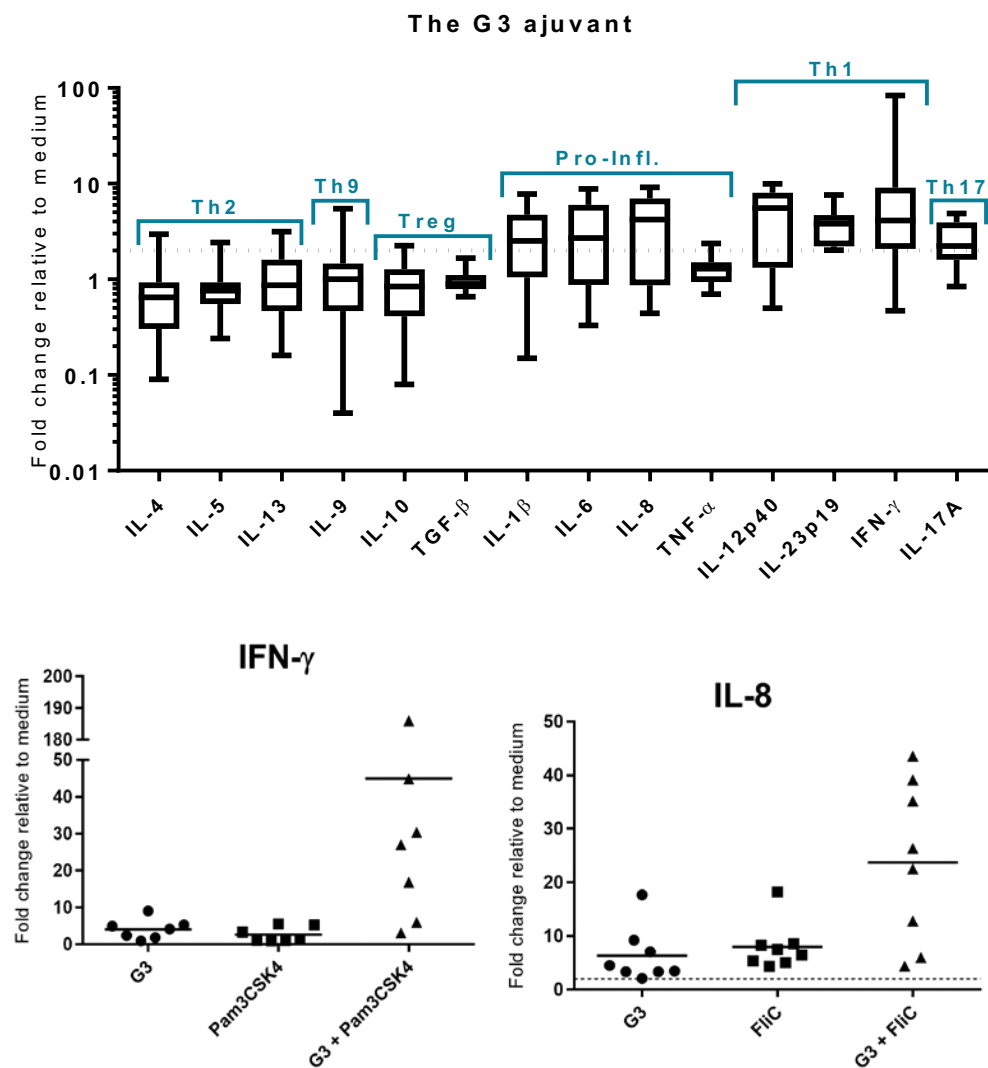 The G3 ajuvant
Fold change relative to medium
100
10
1
0.1
0.01
Th2
Th9
Treg
Pro-Infl.
Th1
Th17
IL-4
IL-5
IL-13
IL-9
IL-10
TGF-β
IL-1β
IL-6
IL-8
TNF-α
IL-12p40
IL-23p19
IFN-γ
IL-17A
IFN-γ
Fold change relative to medium
200
190
180
50
40
30
20
10
0
G3
Pam3CSK4
G3 + Pam3CSK4
IL-8
Fold change relative to medium
50
40
30
20
10
0
G3
FliC
G3 + FliC